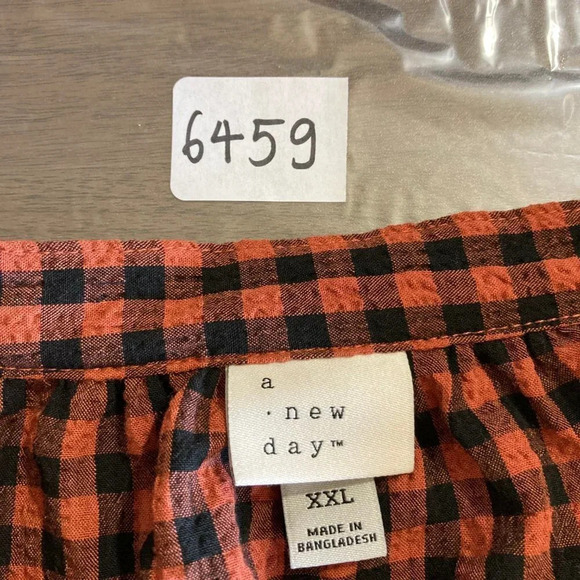 6459
a
· new
day™
XXL
MADE IN
BANGLADESH